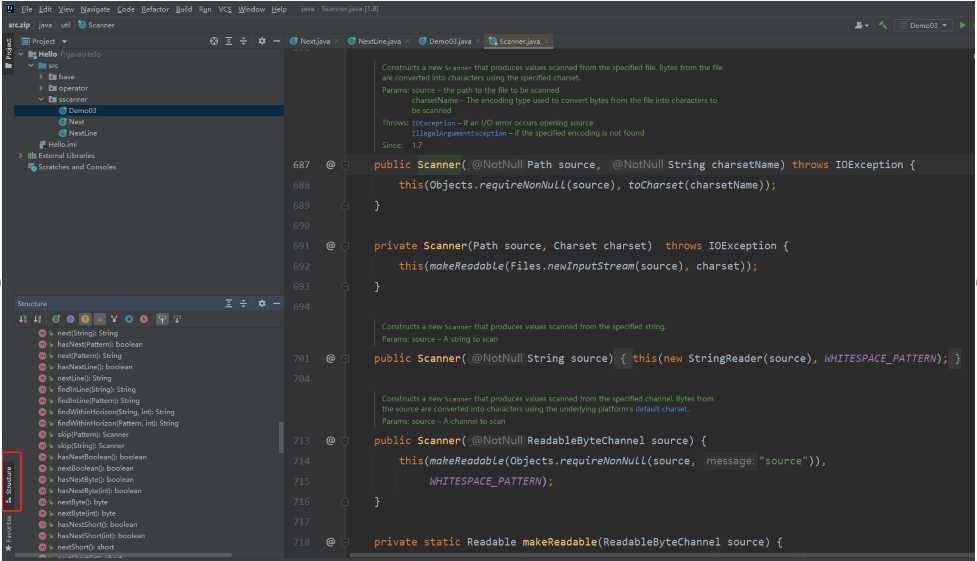 File Edit View Navigate Code Refactor Build Run VCS Window Help java - Scanner.java [1.8]
src.zip java util Scanner
Demo03
Project
Next.java NextLine.java Demo03.java Scanner.java
Project
Hello F:\java\Hello
src
base
operator
sscanner
Demo03
Next
NextLine
Hello.iml
External Libraries
Scratches and Consoles
Constructs a new Scanner that produces values scanned from the specified file. Bytes from the file
are converted into characters using the specified charset.
Params: source – the path to the file to be scanned
charsetName – The encoding type used to convert bytes from the file into characters to
be scanned
Throws: IOException – if an I/O error occurs opening source
IllegalArgumentException – if the specified encoding is not found
Since: 1.7
687 @ public Scanner( @NotNull Path source, @NotNull String charsetName) throws IOException {
688 this(Objects.requireNonNull(source), toCharset(charsetName));
689 }
690
691 @ private Scanner(Path source, Charset charset) throws IOException {
692 this(makeReadable(Files.newInputStream(source), charset));
693 }
694
Constructs a new Scanner that produces values scanned from the specified string.
Params: source – A string to scan
701 @ public Scanner( @NotNull String source) { this(new StringReader(source), WHITESPACE_PATTERN); }
704
Constructs a new Scanner that produces values scanned from the specified channel. Bytes from
the source are converted into characters using the underlying platform's default charset.
Params: source – A channel to scan
713 @ public Scanner( @NotNull ReadableByteChannel source) {
714 this(makeReadable(Objects.requireNonNull(source, message: "source")),
715 WHITESPACE_PATTERN);
716 }
717
718 @ private static Readable makeReadable(ReadableByteChannel source) {
Structure
next(String): String
hasNext(Pattern): boolean
next(Pattern): String
hasNextLine(): boolean
nextLine(): String
findInLine(String): String
findInLine(Pattern): String
findWithinHorizon(String, int): String
findWithinHorizon(Pattern, int): String
skip(Pattern): Scanner
skip(String): Scanner
hasNextBoolean(): boolean
nextBoolean(): boolean
hasNextByte(): boolean
hasNextByte(int): boolean
nextByte(): byte
nextByte(int): byte
hasNextShort(): boolean
hasNextShort(int): boolean
nextShort(): short
Structure
Favorites